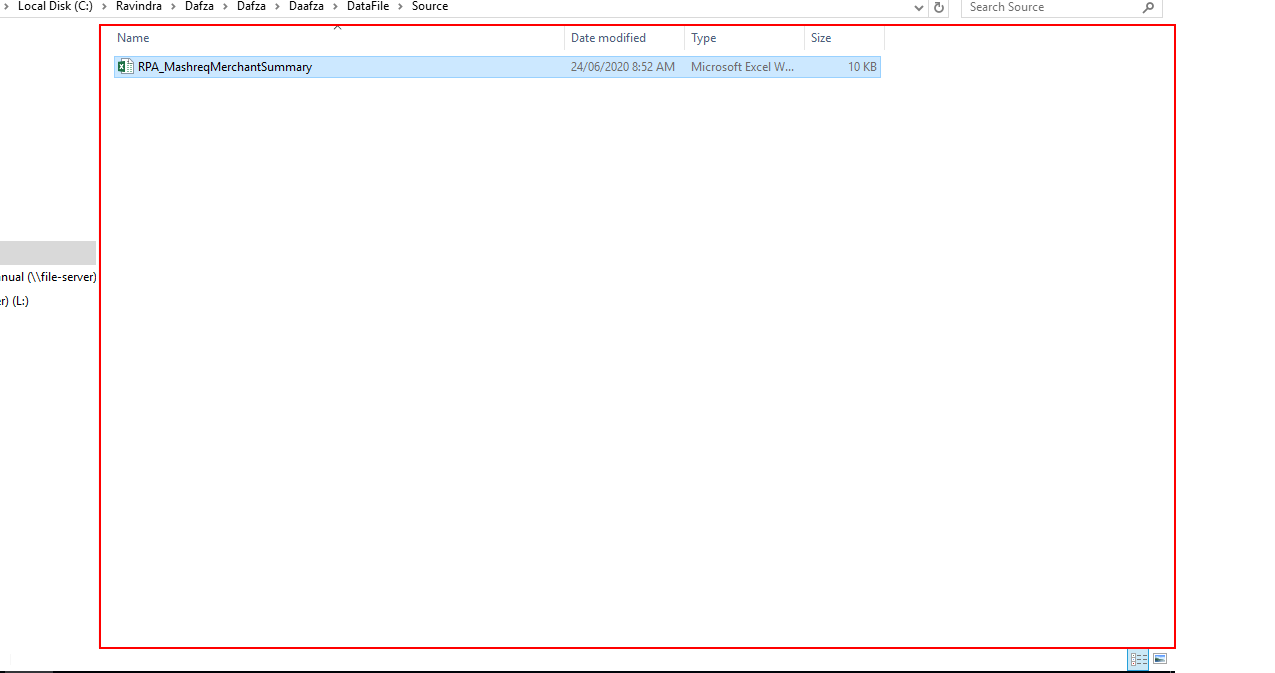 Local Disk (C:) > Ravindra > Dafza > Dafza > Daafza > DataFile > Source
Search Source
Name Date modified Type Size
RPA_MashreqMerchantSummary 24/06/2020 8:52 AM Microsoft Excel W... 10 KB
nual (\\file-server)
r) (L:)